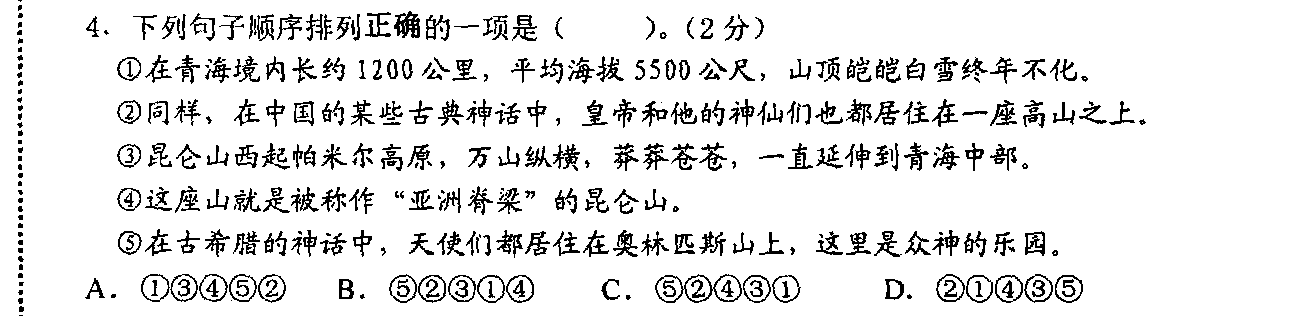 4. 下列句子顺序排列正确的一项是（　　）。（2分）
①在青海境内长约1200公里，平均海拔5500公尺，山顶皑皑白雪终年不化。
②同样，在中国的某些古典神话中，皇帝和他的神仙们也都居住在一座高山之上。
③昆仑山西起帕米尔高原，万山纵横，莽莽苍苍，一直延伸到青海中部。
④这座山就是被称作“亚洲脊梁”的昆仑山。
⑤在古希腊的神话中，天使们都居住在奥林匹斯山上，这里是众神的乐园。
A. ①③④⑤② B. ⑤②③①④ C. ⑤②④③① D. ②①④③⑤